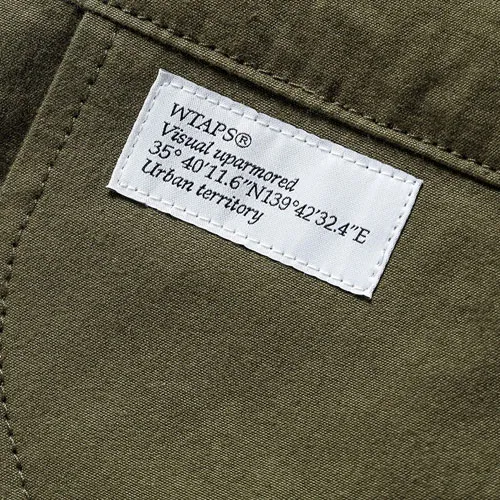 WTAPS®
Visual uparmored
35°40'11.6"N139°42'32.4"E
Urban territory